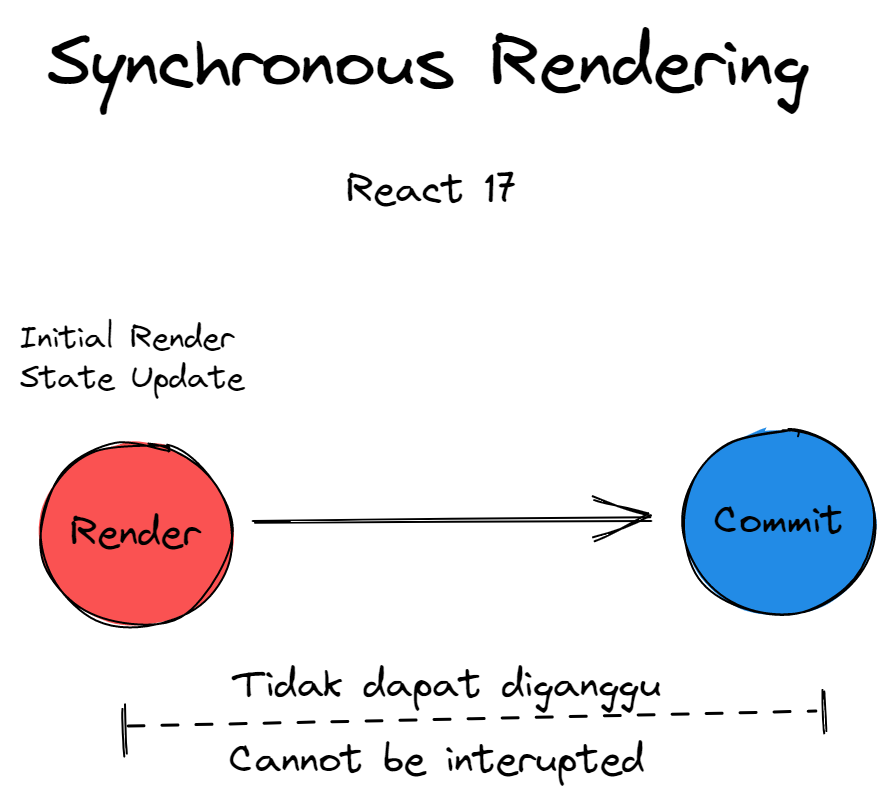 Synchronous Rendering
React 17
Initial Render
State Update
Render
Commit
Tidak dapat diganggu
Cannot be interupted